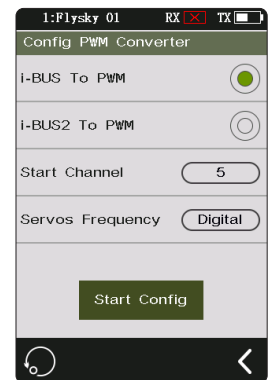 1:Flysky 01 RX TX
Config PWM Converter
i-BUS To PWM
i-BUS2 To PWM
Start Channel 5
Servos Frequency Digital
Start Config